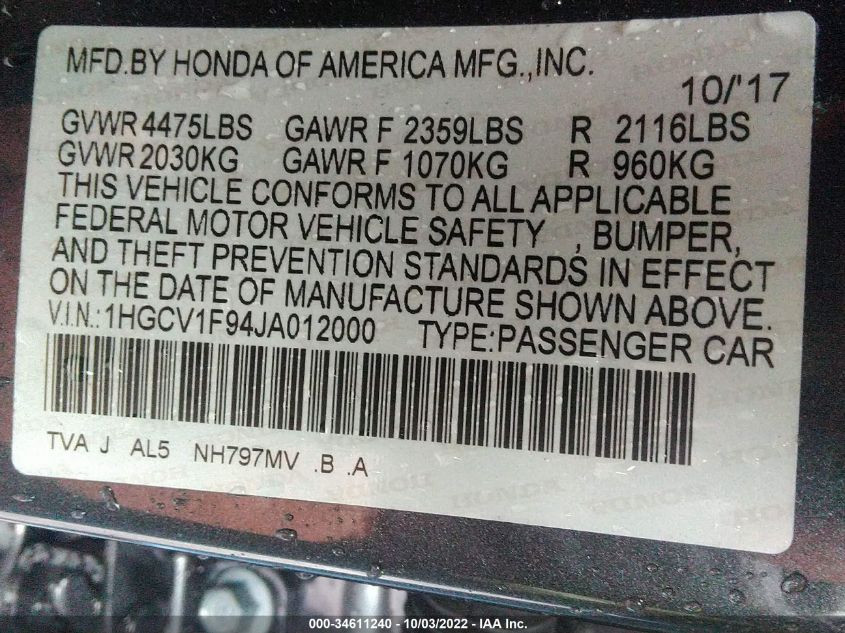 MFD.BY HONDA OF AMERICA MFG.,INC.
10/'17
GVWR 4475LBS GAWR F 2359LBS R 2116LBS
GVWR 2030KG GAWR F 1070KG R 960KG
THIS VEHICLE CONFORMS TO ALL APPLICABLE
FEDERAL MOTOR VEHICLE SAFETY , BUMPER,
AND THEFT PREVENTION STANDARDS IN EFFECT
ON THE DATE OF MANUFACTURE SHOWN ABOVE.
V.I.N.:1HGCV1F94JA012000 TYPE:PASSENGER CAR
TVA J AL5 NH797MV .B .A
000-34611240 - 10/03/2022 - IAA Inc.